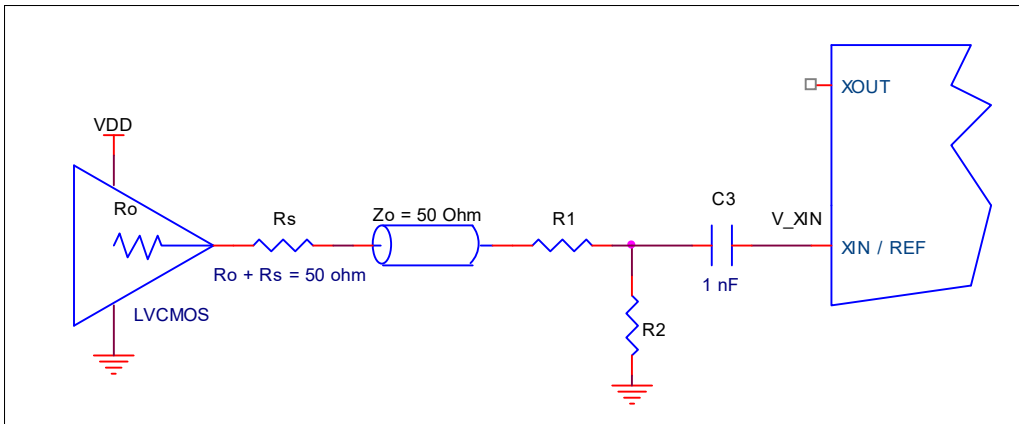 XOUT
VDD
Ro
Rs
Zo = 50 Ohm
R1
C3
V_XIN
XIN / REF
Ro + Rs = 50 ohm
1 nF
LVCMOS
R2